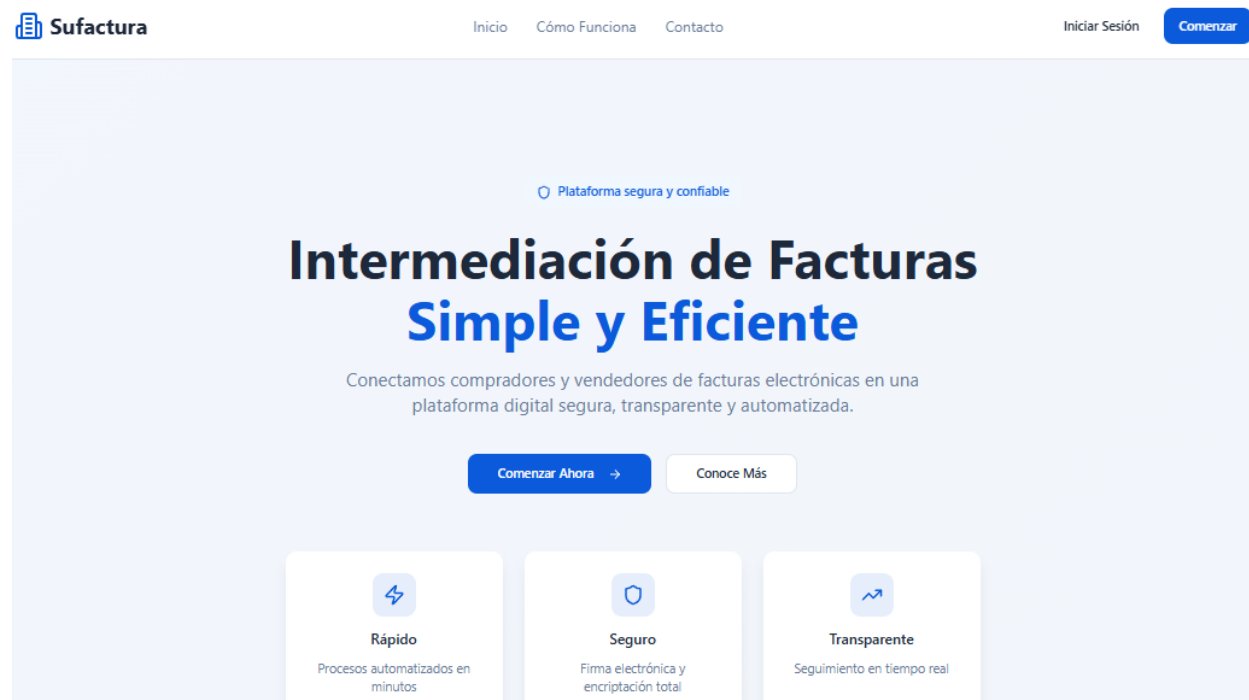 Sufactura
Inicio
Cómo Funciona
Contacto
Iniciar Sesión
Comenzar
Plataforma segura y confiable
Intermediación de Facturas
Simple y Eficiente
Conectamos compradores y vendedores de facturas electrónicas en una
plataforma digital segura, transparente y automatizada.
Comenzar Ahora →
Conoce Más
Rápido
Procesos automatizados en
minutos
Seguro
Firma electrónica y
encriptación total
Transparente
Seguimiento en tiempo real